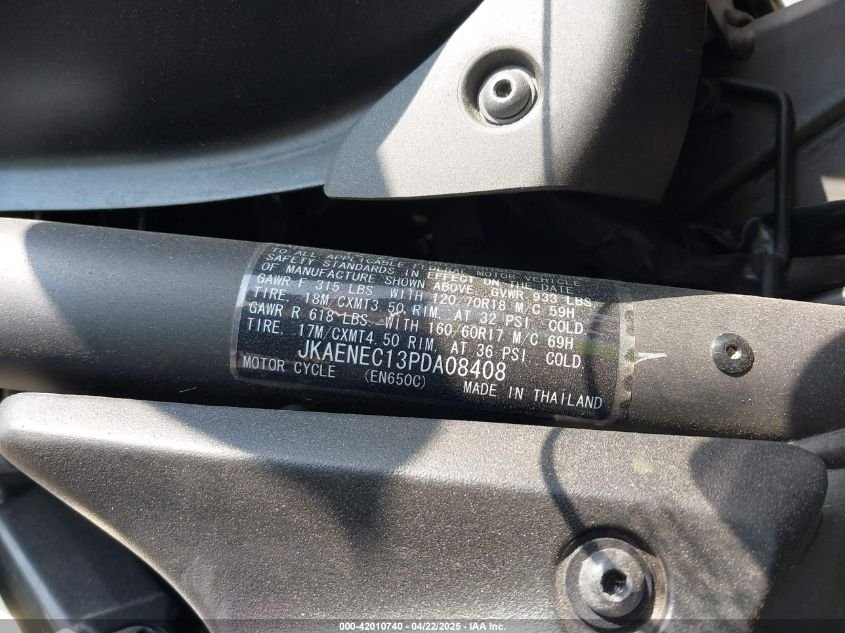 TO ALL APPLICABLE FEDERAL MOTOR VEHICLE
SAFETY STANDARDS IN EFFECT ON THE DATE
OF MANUFACTURE SHOWN ABOVE. GVWR 933 LBS.
GAWR F 315 LBS WITH 120/70R18 M/C 59H
TIRE, 18M/CXMT3.50 RIM, AT 32 PSI COLD.
GAWR R 618 LBS. WITH 160/60R17 M/C 69H
TIRE, 17M/CXMT4.50 RIM, AT 36 PSI COLD.
JKAENEC13PDA08408
MOTOR CYCLE (EN650C) MADE IN THAILAND
000-42010740 - 04/22/2025 - IAA Inc.